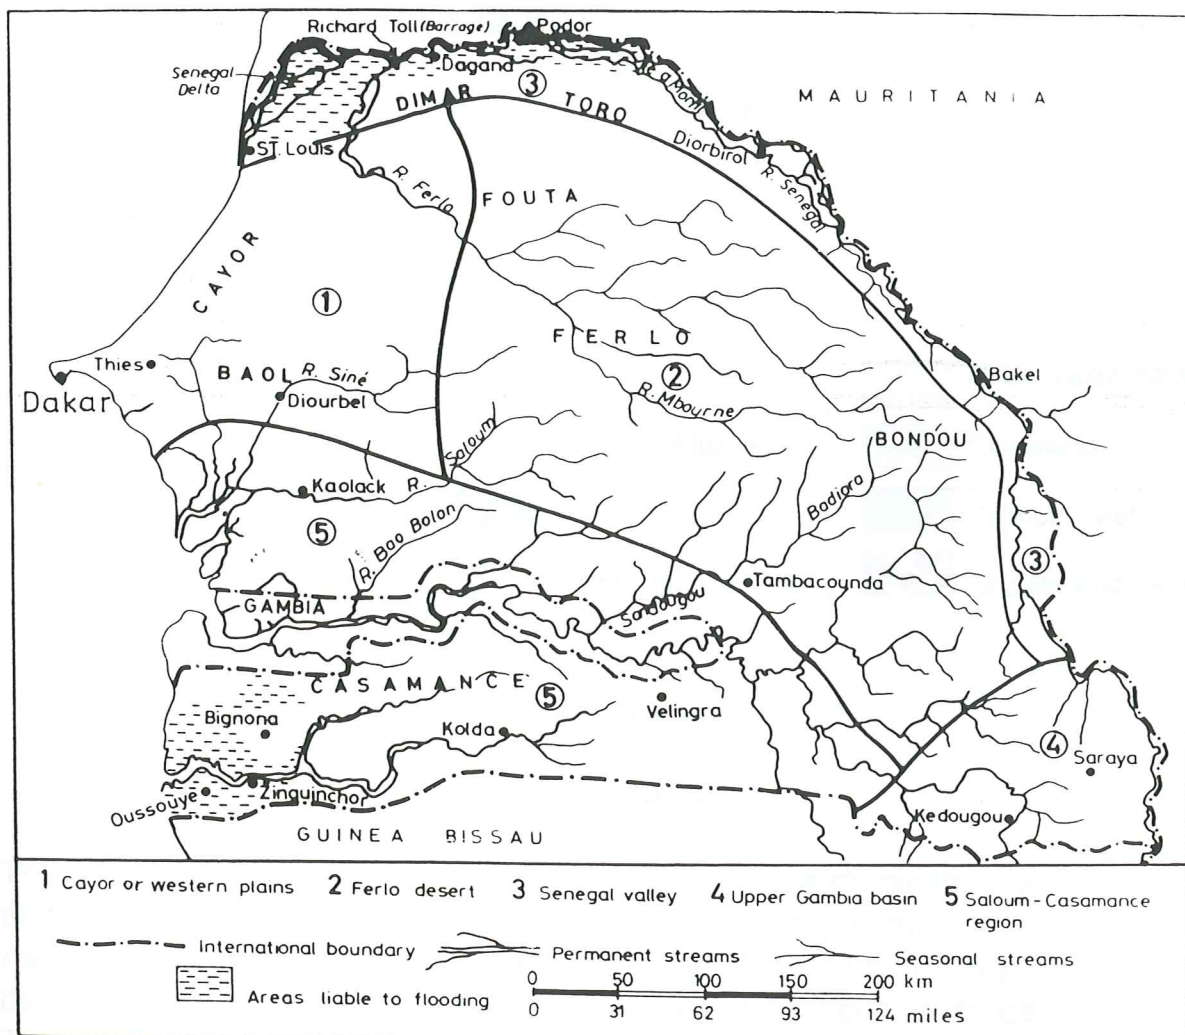 Richard Toll (Barrage)
Podor
Senegal
Delta
Dagana
3
MAURITANIA
DIMAR
TORO
ST. LOUIS
Diorbirol
R. Senegal
R. Ferlo
FOUTA
CAYOR
1
FERLO
Thies
BAOL
R. Siné
2
Bakel
Dakar
Diourbel
R. Mbourne
BONDOU
Saloum
R.
Kaolack
Badiara
5
R. Bao Bolon
3
Tambacounda
GAMBIA
Sandougou
CASAMANCE
5
Velingra
Bignona
Kolda
4
Saraya
Zinguinchor
Oussouye
Kedougou
GUINEA BISSAU
1 Cayor or western plains 2 Ferlo desert 3 Senegal valley 4 Upper Gambia basin 5 Saloum-Casamance
region
International boundary Permanent streams Seasonal streams
Areas liable to flooding
0 50 100 150 200 km
0 31 62 93 124 miles